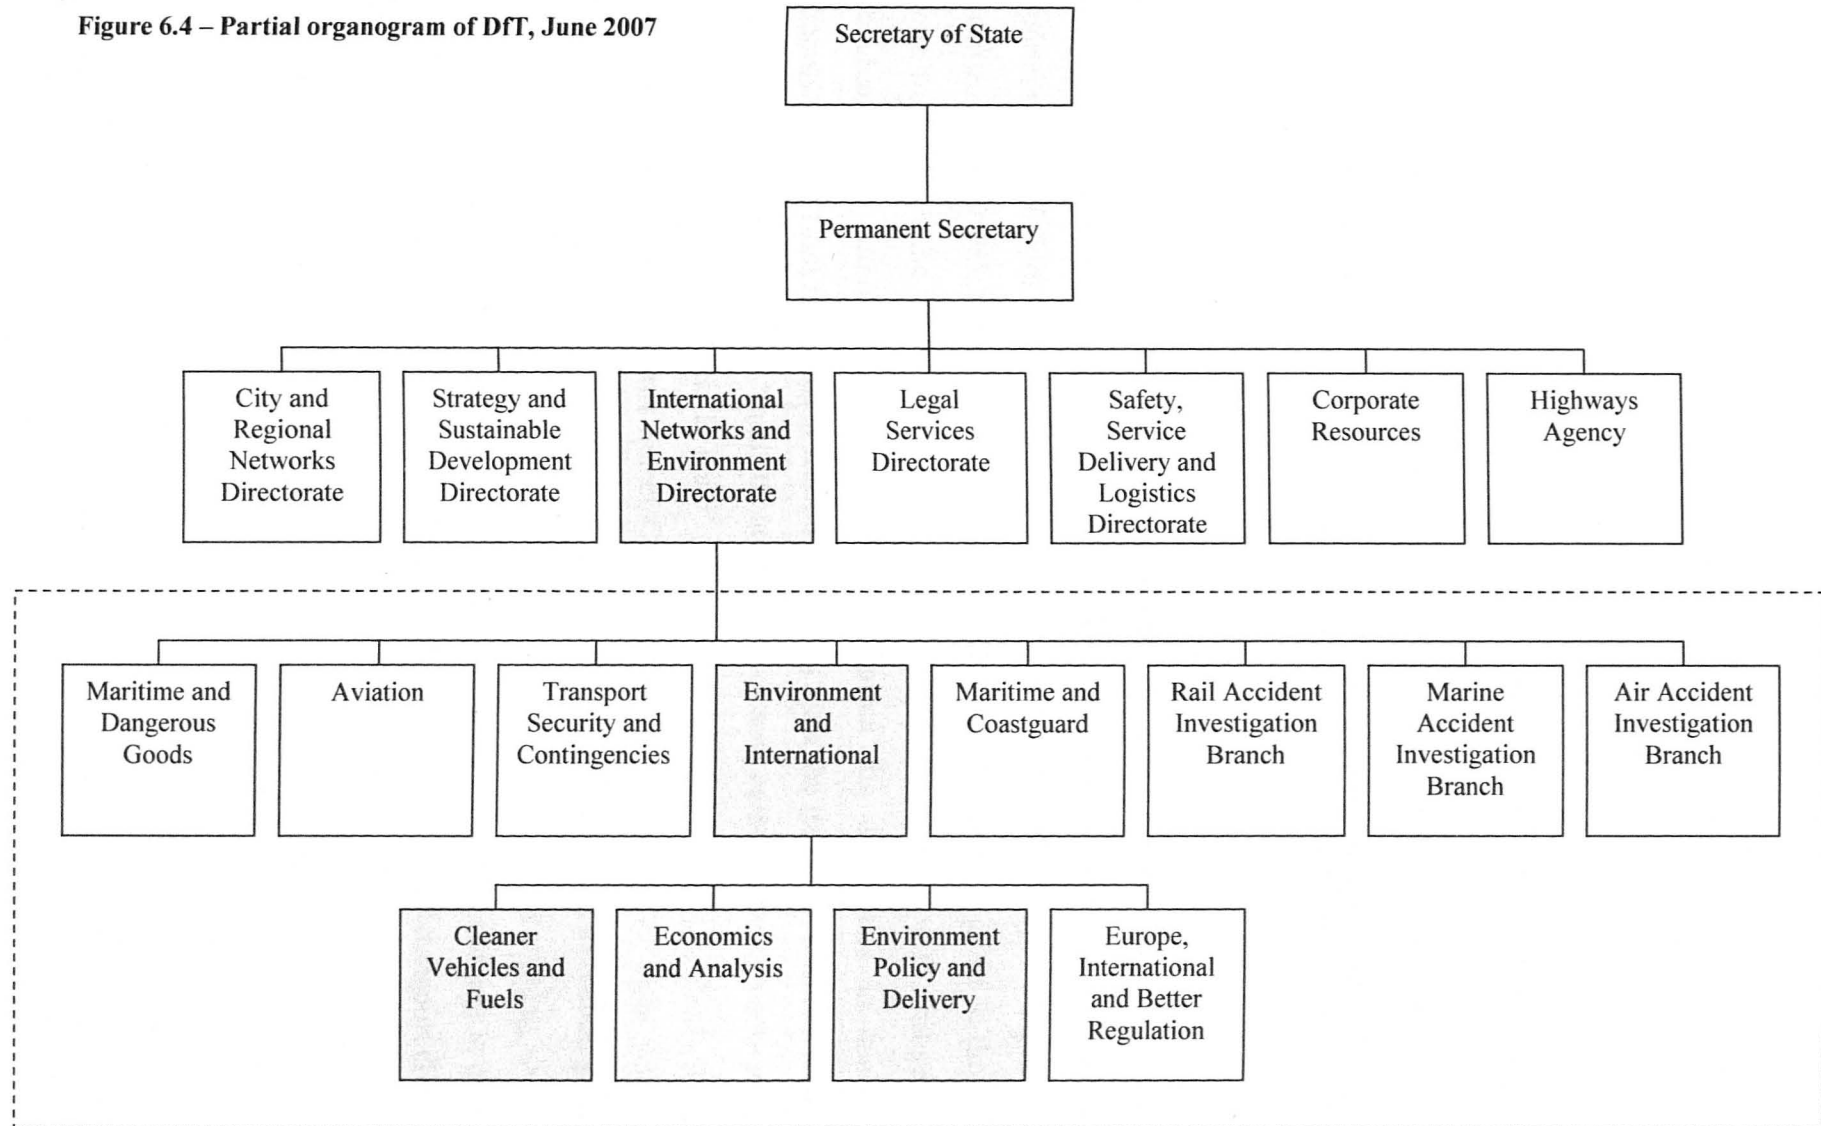 Figure 6.4 – Partial organogram of DfT, June 2007
Secretary of State
Permanent Secretary
City and
Regional
Networks
Directorate
Strategy and
Sustainable
Development
Directorate
International
Networks and
Environment
Directorate
Legal
Services
Directorate
Safety,
Service
Delivery and
Logistics
Directorate
Corporate
Resources
Highways
Agency
Maritime and
Dangerous
Goods
Aviation
Transport
Security and
Contingencies
Environment
and
International
Maritime and
Coastguard
Rail Accident
Investigation
Branch
Marine
Accident
Investigation
Branch
Air Accident
Investigation
Branch
Cleaner
Vehicles and
Fuels
Economics
and Analysis
Environment
Policy and
Delivery
Europe,
International
and Better
Regulation